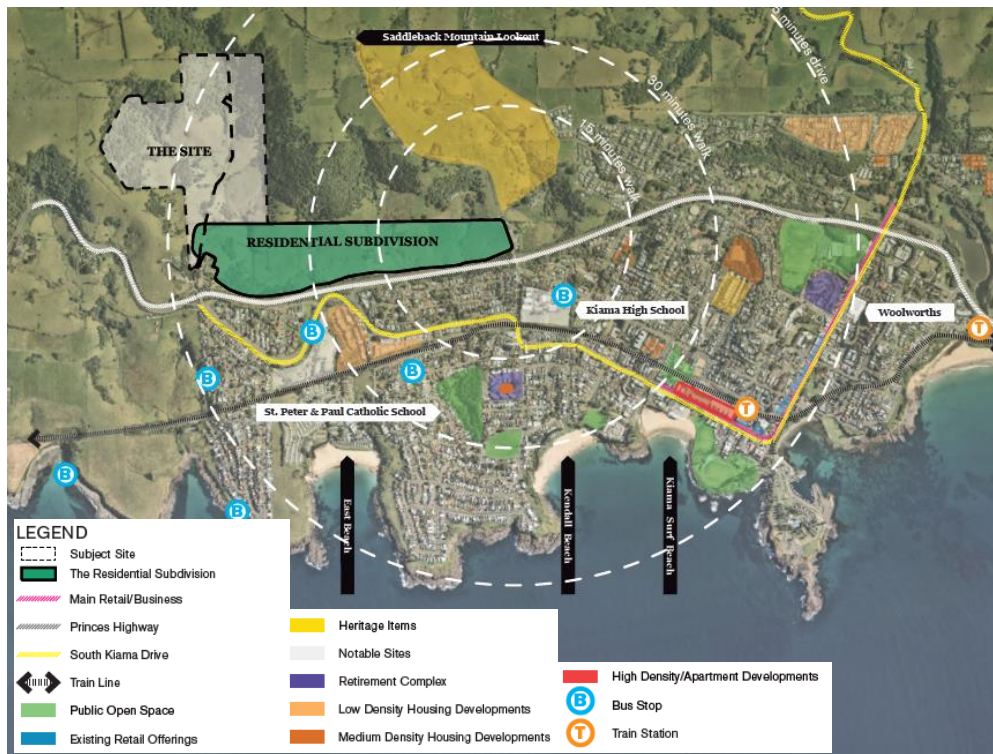 Saddleback Mountain Lookout
5 minutes drive
30 minutes walk
15 minutes walk
THE SITE
RESIDENTIAL SUBDIVISION
B
Kiama High School
Woolworths
T
B
B
B
St. Peter & Paul Catholic School
T
B
B
East Beach
Kendall Beach
Kiama Surf Beach
LEGEND
Subject Site
The Residential Subdivision
Main Retail/Business
Princes Highway
South Kiama Drive
Train Line
Public Open Space
Existing Retail Offerings
Heritage Items
Notable Sites
Retirement Complex
Low Density Housing Developments
Medium Density Housing Developments
High Density/Apartment Developments
B Bus Stop
T Train Station